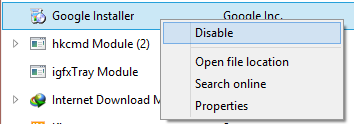 Google Installer Google Inc.
Disable
hkcmd Module (2)
igfxTray Module
Open file location
Search online
Internet Download M
Properties